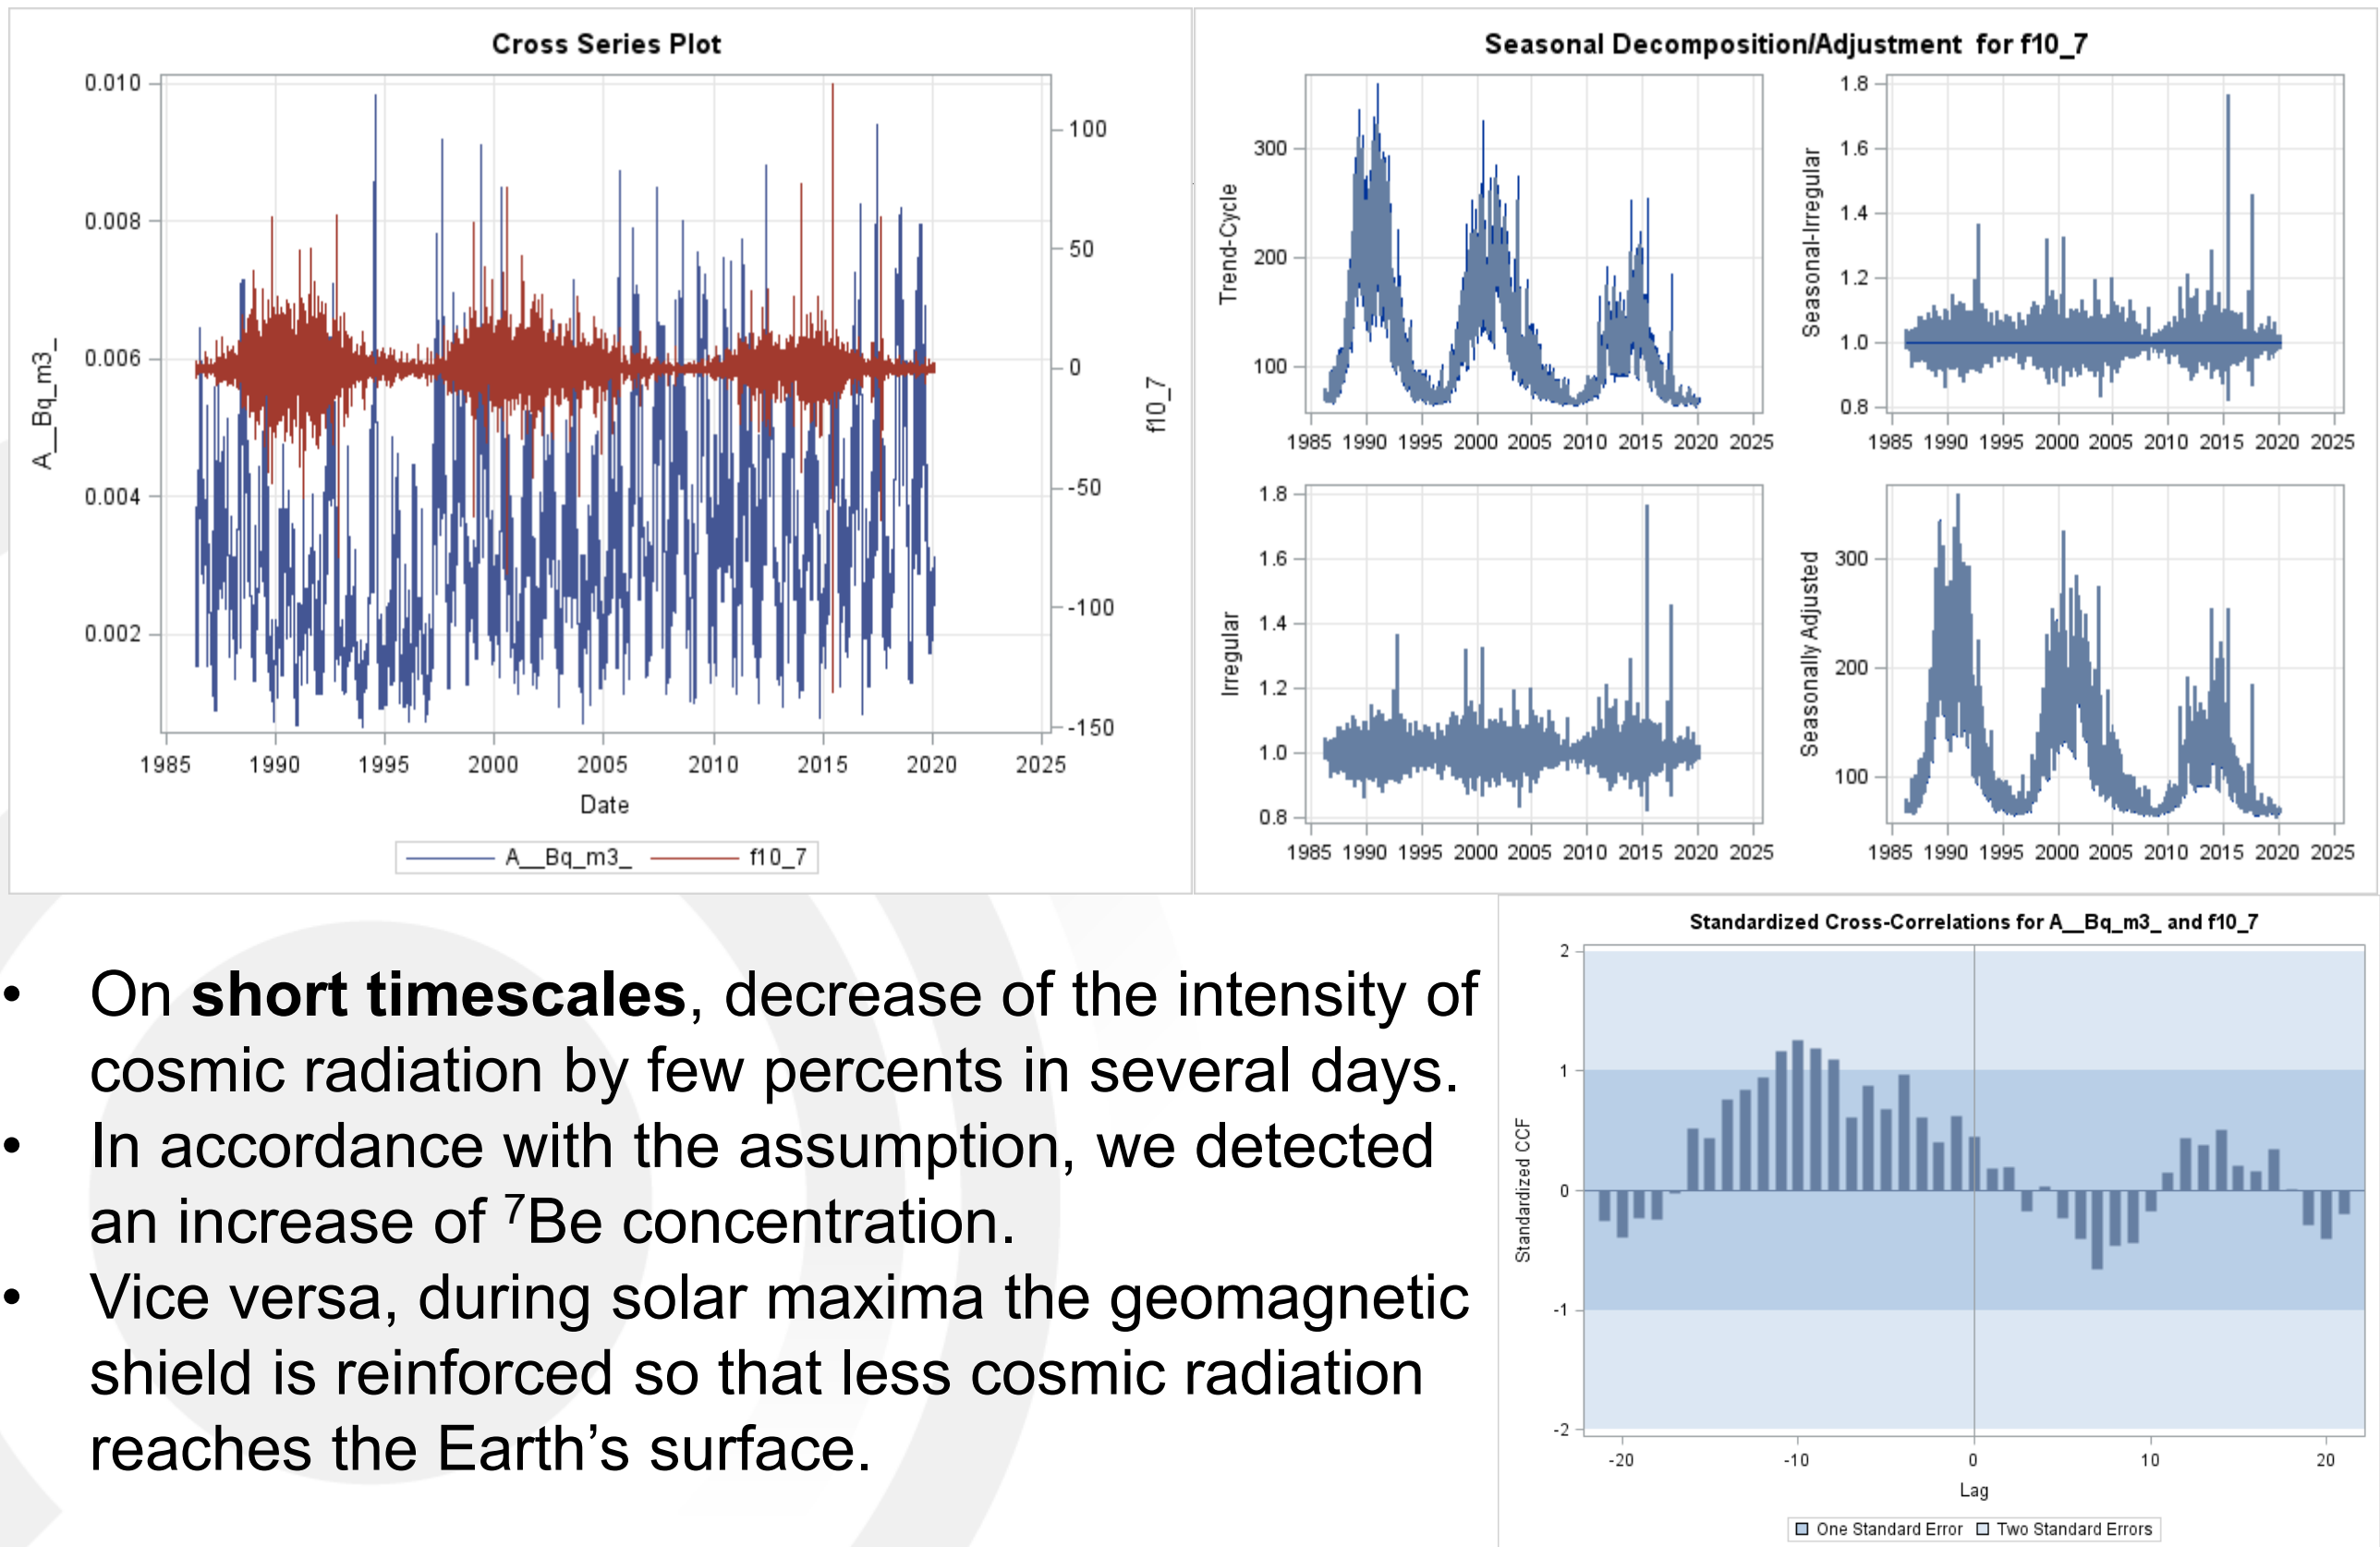 Cross Series Plot
0.010
0.008
0.006
0.004
0.002
A__Bq_m3_
100
50
0
-50
-100
-150
f10_7
1985 1990 1995 2000 2005 2010 2015 2020 2025
Date
A__Bq_m3_ f10_7
Seasonal Decomposition/Adjustment for f10_7
Trend-Cycle
300
200
100
1985 1990 1995 2000 2005 2010 2015 2020 2025
Seasonal-Irregular
1.8
1.6
1.4
1.2
1.0
0.8
1985 1990 1995 2000 2005 2010 2015 2020 2025
Irregular
1.8
1.6
1.4
1.2
1.0
0.8
1985 1990 1995 2000 2005 2010 2015 2020 2025
Seasonally Adjusted
300
200
100
1985 1990 1995 2000 2005 2010 2015 2020 2025
• On short timescales, decrease of the intensity of
cosmic radiation by few percents in several days.
• In accordance with the assumption, we detected
an increase of ⁷Be concentration.
• Vice versa, during solar maxima the geomagnetic
shield is reinforced so that less cosmic radiation
reaches the Earth’s surface.
Standardized Cross-Correlations for A__Bq_m3_ and f10_7
Standardized CCF
2
1
0
-1
-2
-20 -10 0 10 20
Lag
One Standard Error Two Standard Errors